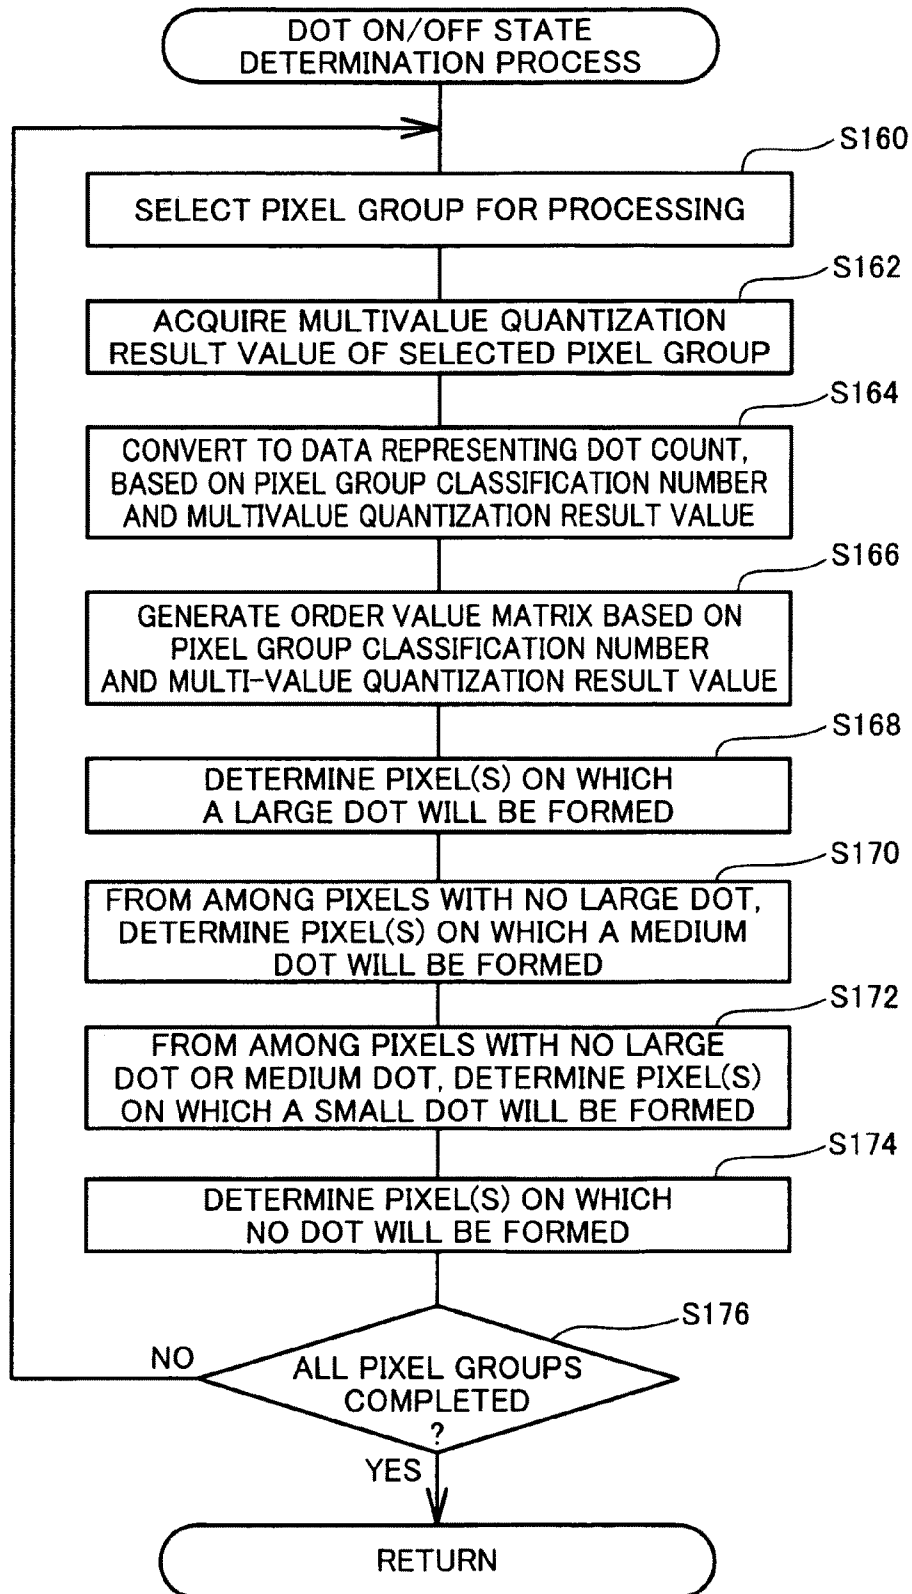 DOT ON/OFF STATE
DETERMINATION PROCESS
S160
SELECT PIXEL GROUP FOR PROCESSING
S162
ACQUIRE MULTIVALUE QUANTIZATION
RESULT VALUE OF SELECTED PIXEL GROUP
S164
CONVERT TO DATA REPRESENTING DOT COUNT,
BASED ON PIXEL GROUP CLASSIFICATION NUMBER
AND MULTIVALUE QUANTIZATION RESULT VALUE
S166
GENERATE ORDER VALUE MATRIX BASED ON
PIXEL GROUP CLASSIFICATION NUMBER
AND MULTI-VALUE QUANTIZATION RESULT VALUE
S168
DETERMINE PIXEL(S) ON WHICH
A LARGE DOT WILL BE FORMED
S170
FROM AMONG PIXELS WITH NO LARGE DOT,
DETERMINE PIXEL(S) ON WHICH A MEDIUM
DOT WILL BE FORMED
S172
FROM AMONG PIXELS WITH NO LARGE
DOT OR MEDIUM DOT, DETERMINE PIXEL(S)
ON WHICH A SMALL DOT WILL BE FORMED
S174
DETERMINE PIXEL(S) ON WHICH
NO DOT WILL BE FORMED
S176
NO
ALL PIXEL GROUPS
COMPLETED
?
YES
RETURN